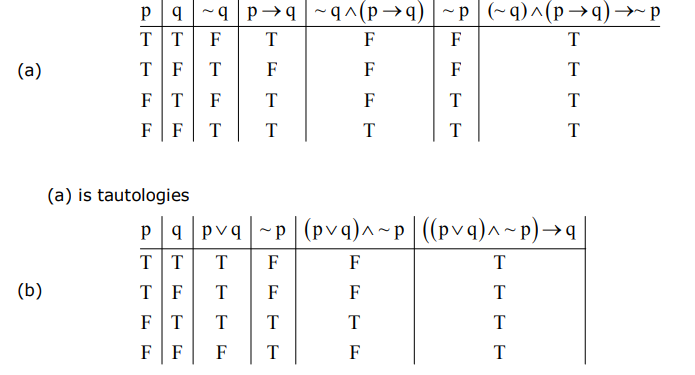 p q ~q p→q ~q∧(p→q) ~p (~q)∧(p→q)→~p
T T F T F F T
(a) T F T F F F T
F T F T F T T
F F T T T T T
(a) is tautologies
p q p∨q ~p (p∨q)∧~p ((p∨q)∧~p)→q
T T T F F T
(b) T F T F F T
F T T T T T
F F F T F T